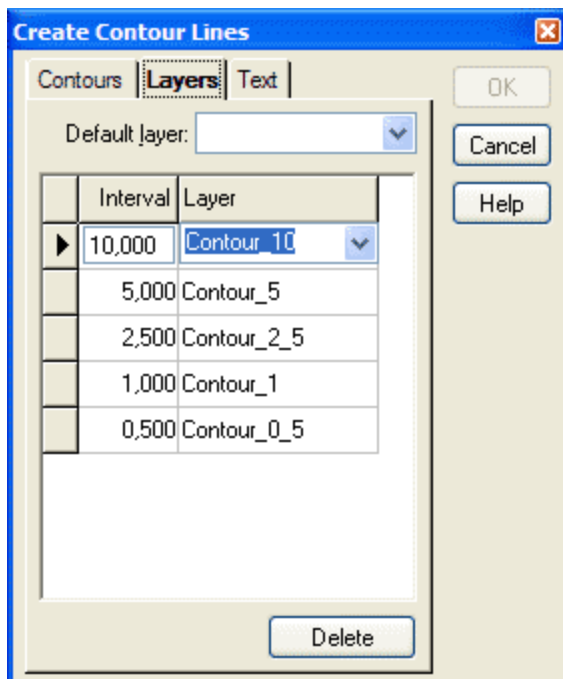 Create Contour Lines
Contours Layers Text
OK
Default layer:
Cancel
Help
Interval Layer
10,000 Contour_10
5,000 Contour_5
2,500 Contour_2_5
1,000 Contour_1
0,500 Contour_0_5
Delete